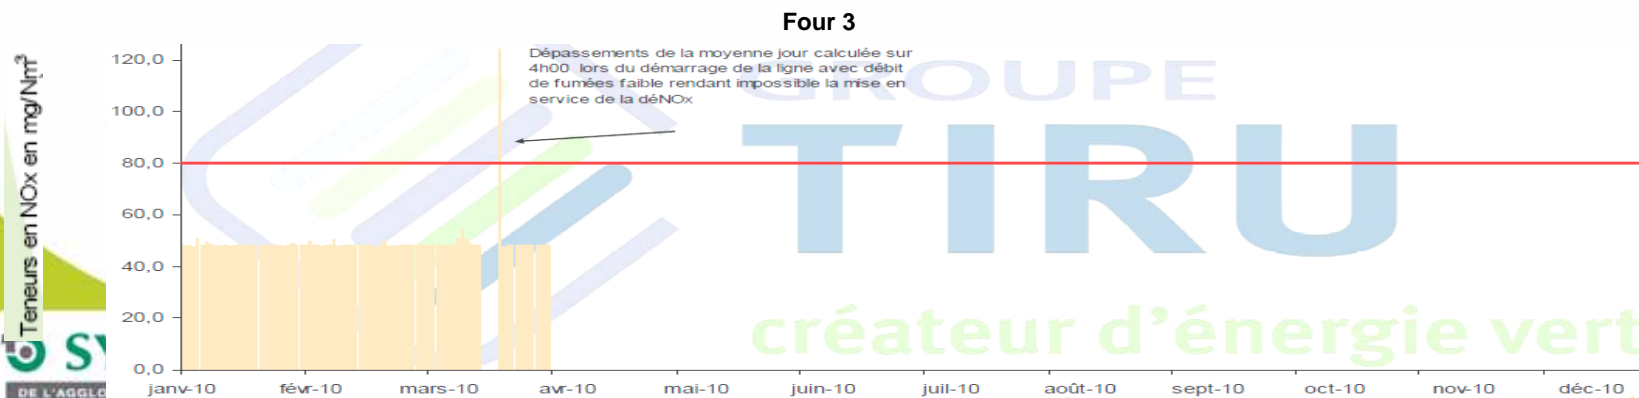 Four 3
Teneurs en NOx en mg/Nm³
120,0
100,0
80,0
60,0
40,0
20,0
0,0
Dépassements de la moyenne jour calculée sur
4h00 lors du démarrage de la ligne avec débit
de fumées faible rendant impossible la mise en
service de la déNOx
GROUPE
TIRU
créateur d'énergie vert
janv-10 févr-10 mars-10 avr-10 mai-10 juin-10 juil-10 août-10 sept-10 oct-10 nov-10 déc-10
SY
DE L'AGGLO